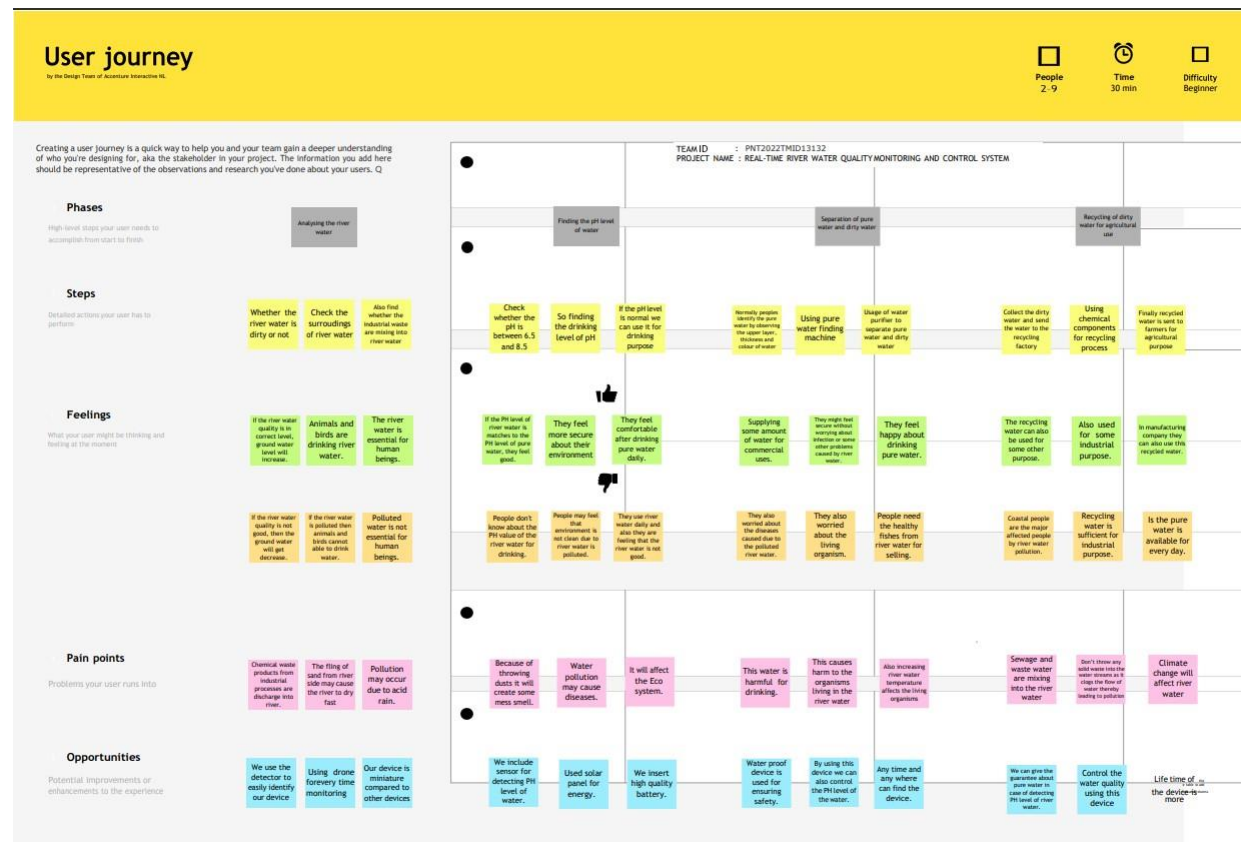 User journey
by the Design Team of Accenture Interactive NL
People
2-9
Time
30 min
Difficulty
Beginner
Creating a user journey is a quick way to help you and your team gain a deeper understanding
of who you're designing for, aka the stakeholder in your project. The information you add here
should be representative of the observations and research you've done about your users.
TEAM ID : PNT2022TMID13132
PROJECT NAME : REAL-TIME RIVER WATER QUALITY MONITORING AND CONTROL SYSTEM
Phases
High-level steps your user needs to
accomplish from start to finish
Analysing the river
water
Finding the pH level
of water
Separation of pure
water and dirty water
Recycling of dirty
water for agricultural
use
Steps
Detailed actions your user has to
perform
Whether the
river water is
dirty or not
Check the
surroudings
of river water
Also find
whether the
industrial waste
are mixing into
river water
Check
whether the
pH is
between 6.5
and 8.5
So finding
the drinking
level of pH
If the pH level
is normal we
can use it for
drinking
purpose
Normally peoples
identify the pure
water by observing
the upper layer,
thickness and
colour of water
Using pure
water finding
machine
Usage of water
purifier to
separate pure
water and dirty
water
Collect the dirty
water and send
the water to the
recycling
factory
Using
chemical
components
for recycling
process
Finally recycled
water is sent to
farmers for
agricultural
purpose
Feelings
What your user might be thinking and
feeling at the moment
If the river water
quality is in
correct level,
ground water
level will
increase.
Animals and
birds are
drinking river
water.
The river
water is
essential for
human
beings.
If the PH level of
river water is
matches to the
PH level of pure
water, they feel
good.
They feel
more secure
about their
environment
They feel
comfortable
after drinking
pure water
daily.
Supplying
some amount
of water for
commercial
uses.
They might feel
secure without
worrying about
infection or some
other problems
caused by river
water.
They feel
happy about
drinking
pure water.
The recycling
water can also
be used for
some other
purpose.
Also used
for some
industrial
purpose.
In manufacturing
company they
can also use this
recycled water.
If the river water
quality is not
good, then the
ground water
will get
decrease.
If the river water
is polluted then
animals and
birds cannot
able to drink
water.
Polluted
water is not
essential for
human
beings.
People don't
know about the
PH value of the
river water for
drinking.
People may feel
that
environment is
not clean due to
river water is
polluted.
They use river
water daily and
also they are
feeling that the
river water is not
good.
They also
worried about
the diseases
caused due to
the polluted
river water.
They also
worried
about the
living
organism.
People need
the healthy
fishes from
river water for
selling.
Coastal people
are the major
affected people
by river water
pollution.
Recycling
water is
sufficient for
industrial
purpose.
Is the pure
water is
available for
every day.
Pain points
Problems your user runs into
Chemical waste
products from
industrial
processes are
discharge into
river.
The fling of
sand from river
side may cause
the river to dry
fast
Pollution
may occur
due to acid
rain.
Because of
throwing
dusts it will
create some
mess smell.
Water
pollution
may cause
diseases.
It will affect
the Eco
system.
This water is
harmful for
drinking.
This causes
harm to the
organisms
living in the
river water
Also increasing
river water
temperature
affects the living
organisms
Sewage and
waste water
are mixing
into the river
water
Don't throw any
solid waste into the
water streams as it
clogs the flow of
water thereby
leading to pollution
Climate
change will
affect river
water
Opportunities
Potential improvements or
enhancements to the experience
We use the
detector to
easily identify
our device
Using drone
forevery time
monitoring
Our device is
miniature
compared to
other devices
We include
sensor for
detecting PH
level of
water.
Used solar
panel for
energy.
We insert
high quality
battery.
Water proof
device is
used for
ensuring
safety.
By using this
device we can
also control
the PH level of
the water.
Any time and
any where
can find the
device.
We can give the
guarantee about
pure water in
case of detecting
PH level of river
water.
Control the
water quality
using this
device
Life time of
the device is
more